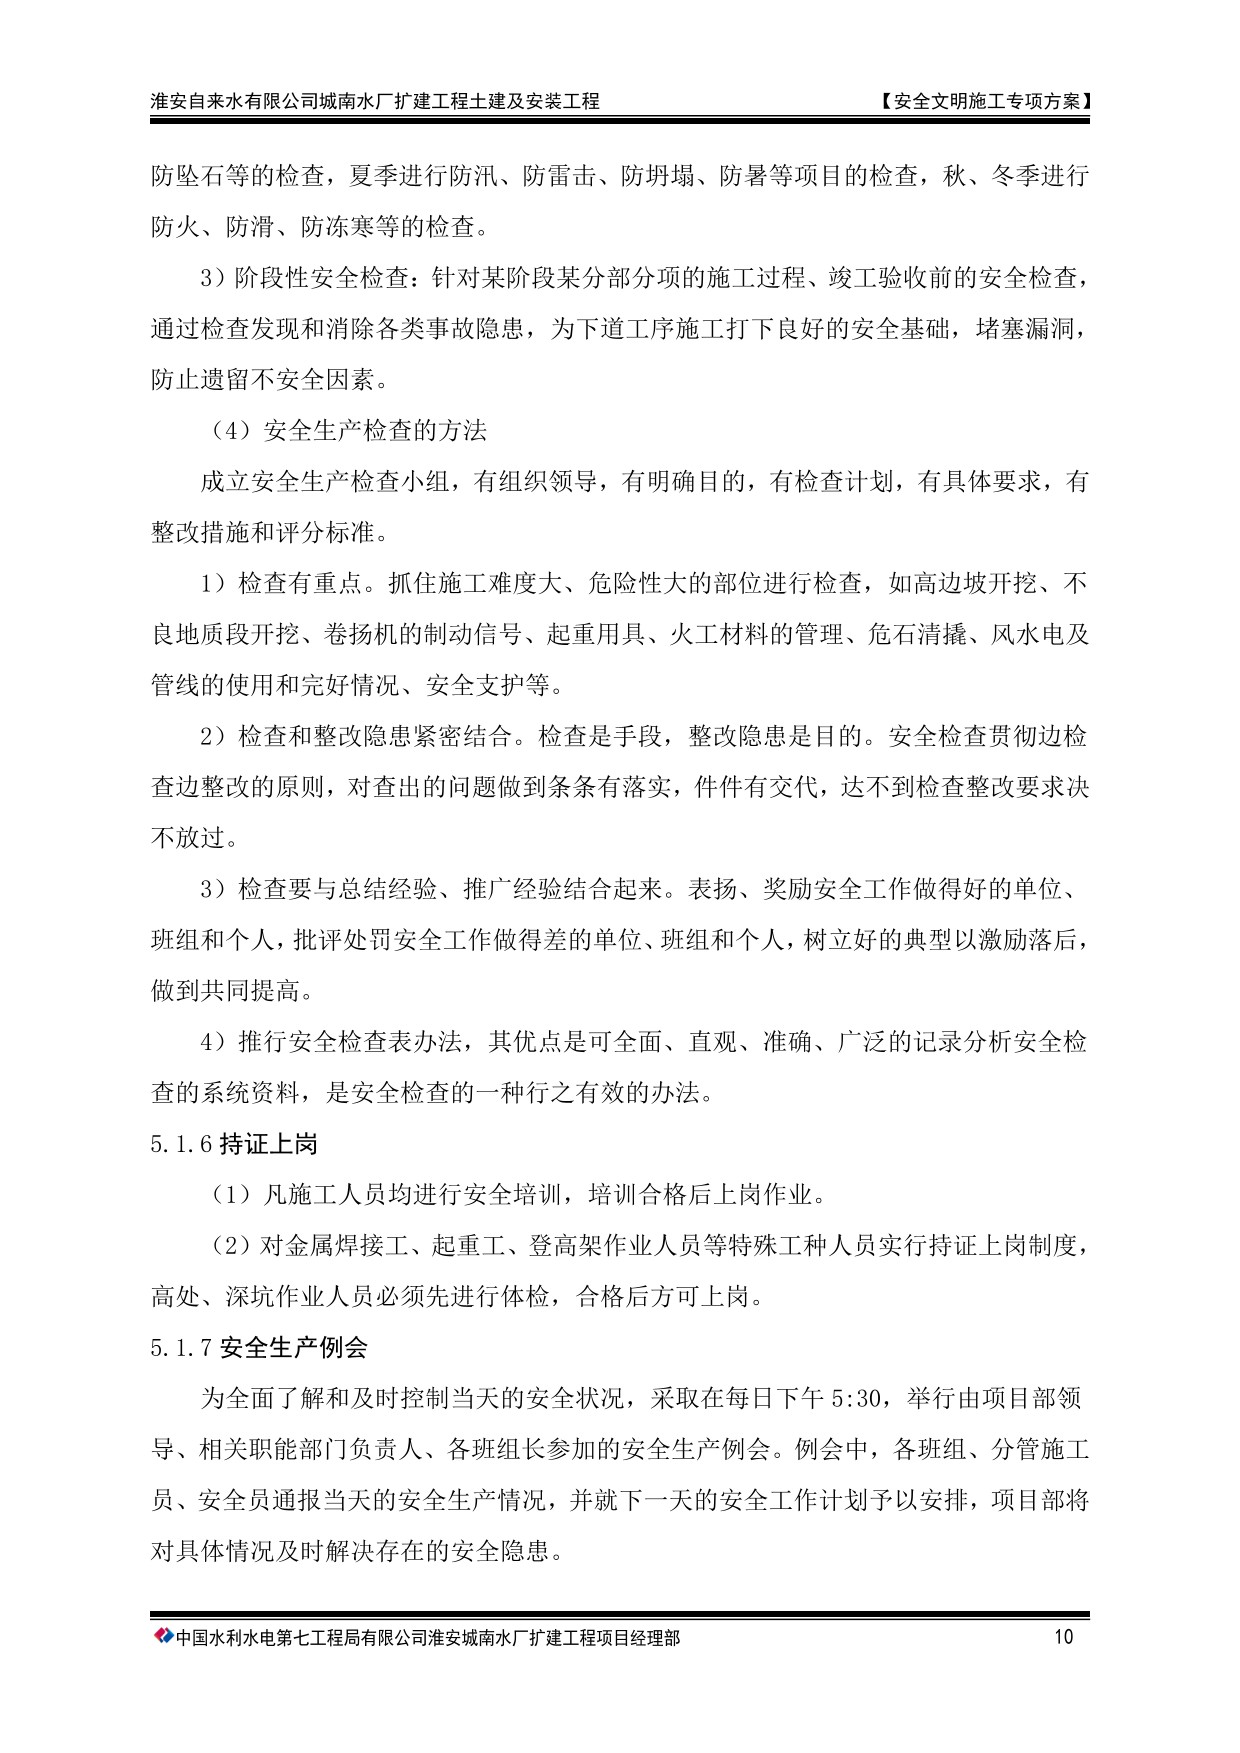 淮安自来水有限公司城南水厂扩建工程土建及安装工程
【安全文明施工专项方案】
防坠石等的检查，夏季进行防汛、防雷击、防坍塌、防暑等项目的检查，秋、冬季进行
防火、防滑、防冻寒等的检查。
3）阶段性安全检查：针对某阶段某分部分项的施工过程、竣工验收前的安全检查，
通过检查发现和消除各类事故隐患，为下道工序施工打下良好的安全基础，堵塞漏洞，
防止遗留不安全因素。
（4）安全生产检查的方法
成立安全生产检查小组，有组织领导，有明确目的，有检查计划，有具体要求，有
整改措施和评分标准。
1）检查有重点。抓住施工难度大、危险性大的部位进行检查，如高边坡开挖、不
良地质段开挖、卷扬机的制动信号、起重用具、火工材料的管理、危石清撬、风水电及
管线的使用和完好情况、安全支护等。
2）检查和整改隐患紧密结合。检查是手段，整改隐患是目的。安全检查贯彻边检
查边整改的原则，对查出的问题做到条条有落实，件件有交代，达不到检查整改要求决
不放过。
3）检查要与总结经验、推广经验结合起来。表扬、奖励安全工作做得好的单位、
班组和个人，批评处罚安全工作做得差的单位、班组和个人，树立好的典型以激励落后，
做到共同提高。
4）推行安全检查表办法，其优点是可全面、直观、准确、广泛的记录分析安全检
查的系统资料，是安全检查的一种行之有效的办法。
5.1.6 持证上岗
（1）凡施工人员均进行安全培训，培训合格后上岗作业。
（2）对金属焊接工、起重工、登高架作业人员等特殊工种人员实行持证上岗制度，
高处、深坑作业人员必须先进行体检，合格后方可上岗。
5.1.7 安全生产例会
为全面了解和及时控制当天的安全状况，采取在每日下午 5:30，举行由项目部领
导、相关职能部门负责人、各班组长参加的安全生产例会。例会中，各班组、分管施工
员、安全员通报当天的安全生产情况，并就下一天的安全工作计划予以安排，项目部将
对具体情况及时解决存在的安全隐患。
中国水利水电第七工程局有限公司淮安城南水厂扩建工程项目经理部
10